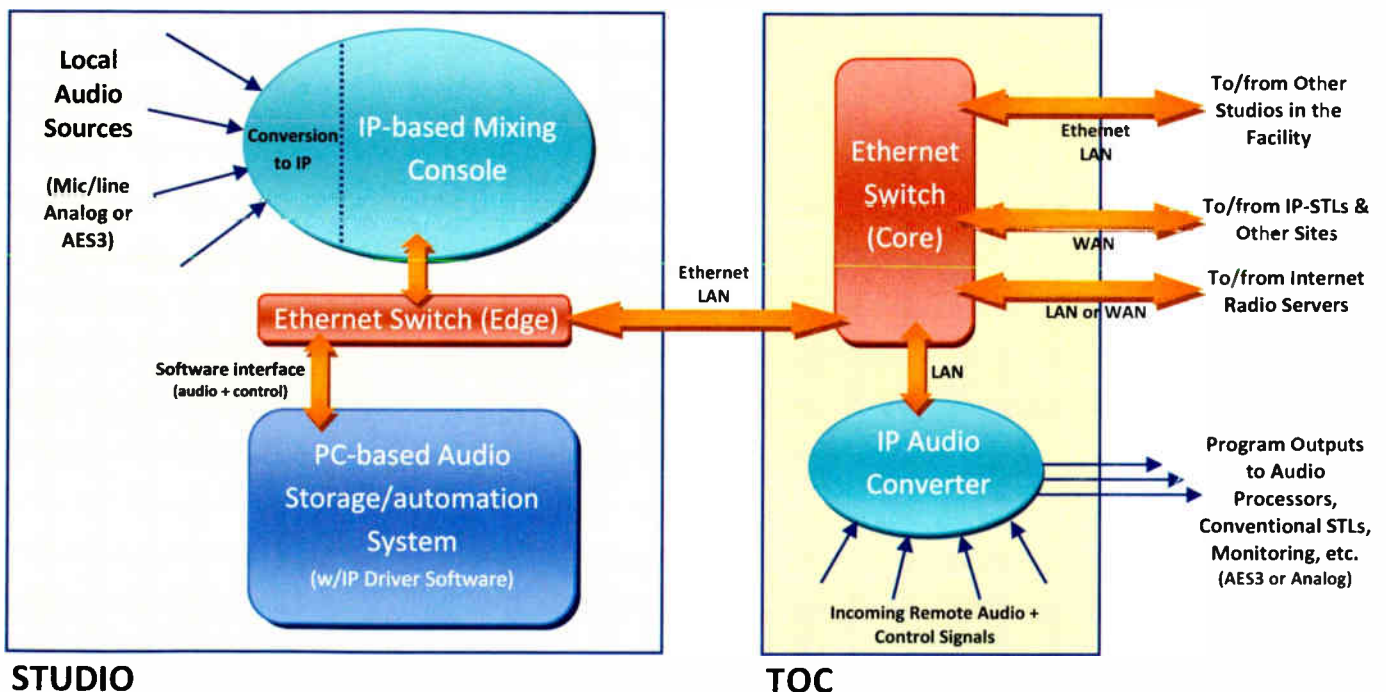 Local
Audio
Sources
(Mic/line
Analog or
AES3)
Conversion
to IP
IP-based Mixing
Console
Ethernet Switch (Edge)
Software interface
(audio + control)
PC-based Audio
Storage/automation
System
(w/IP Driver Software)
Ethernet
LAN
Ethernet
Switch
(Core)
Ethernet
LAN
To/from Other
Studios in the
Facility
WAN
To/from IP-STLs &
Other Sites
LAN or WAN
To/from Internet
Radio Servers
LAN
IP Audio
Converter
Program Outputs
to Audio
Processors,
Conventional STLs,
Monitoring, etc.
(AES3 or Analog)
Incoming Remote Audio +
Control Signals
STUDIO
TOC